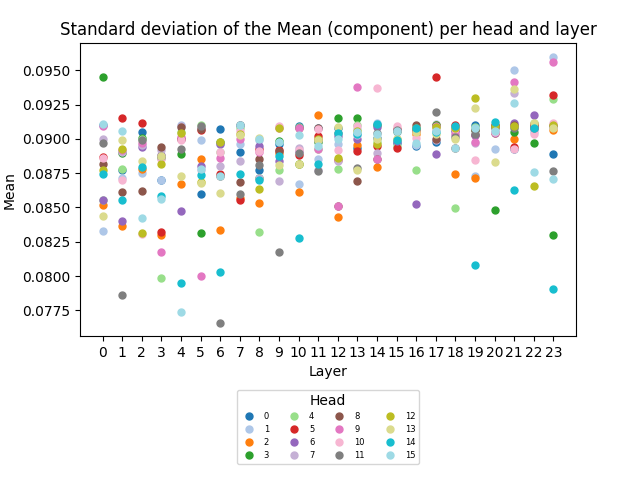 Standard deviation of the Mean (component) per head and layer
0.0950
0.0925
0.0900
0.0875
0.0850
0.0825
0.0800
0.0775
Mean
0 1 2 3 4 5 6 7 8 9 10 11 12 13 14 15 16 17 18 19 20 21 22 23
Layer
Head
0 4 8 12
1 5 9 13
2 6 10 14
3 7 11 15